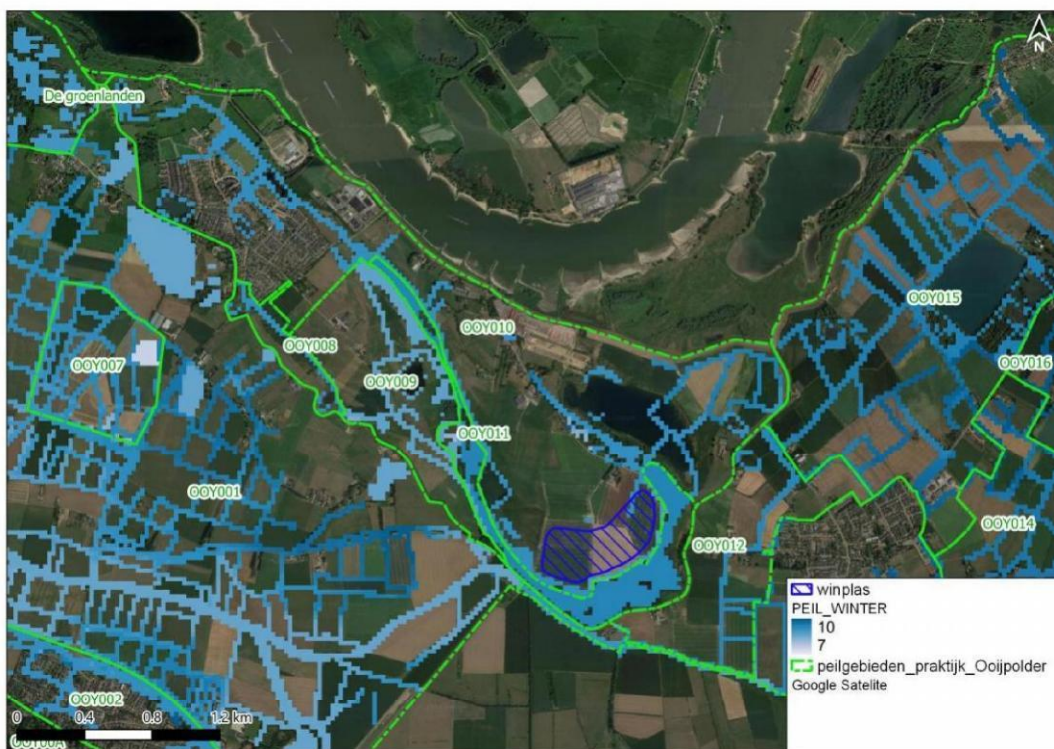 N
De groenlanden
OOY015
OOY010
OOY008
OOY016
OOY007
OOY009
OOY011
OOY001
OOY014
OOY012
OOY002
winplas
PEIL_WINTER
10
7
peilgebieden_praktijk_Ooijpolder
Google Satelite
0 0.4 0.8 1.2 km